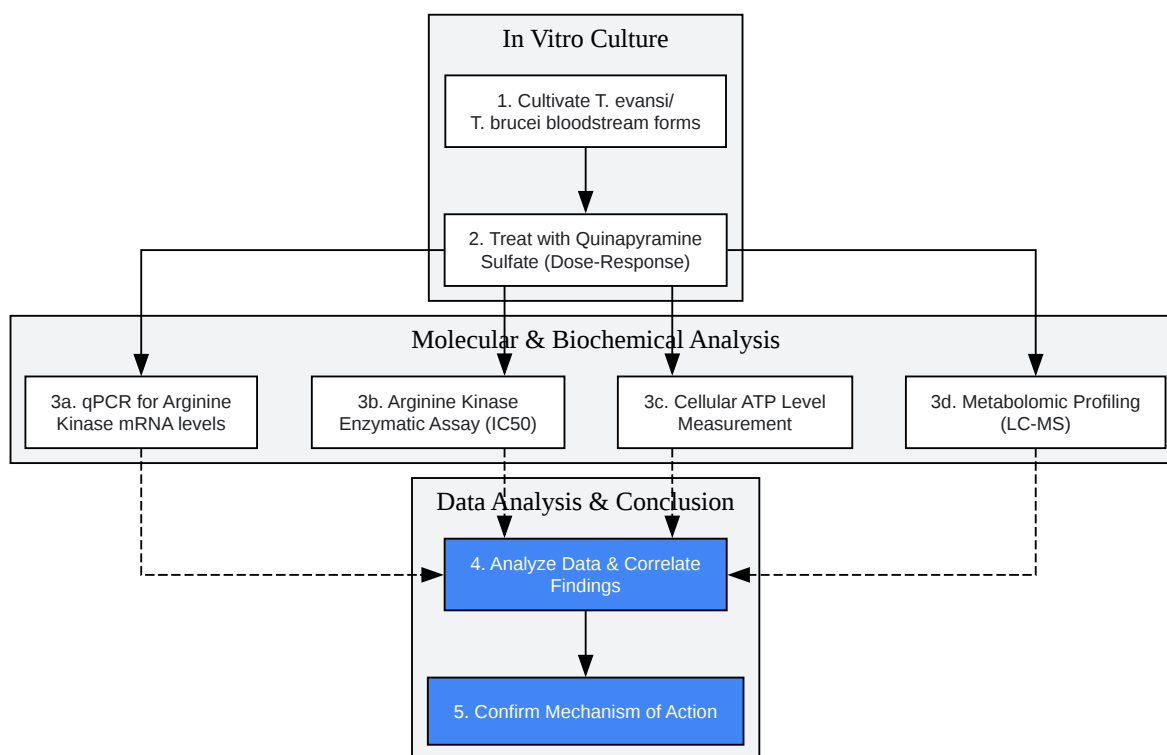 In Vitro Culture
1. Cultivate T. evansi/
T. brucei bloodstream forms
2. Treat with Quinapyramine
Sulfate (Dose-Response)
Molecular & Biochemical Analysis
3a. qPCR for Arginine
Kinase mRNA levels
3b. Arginine Kinase
Enzymatic Assay (IC50)
3c. Cellular ATP Level
Measurement
3d. Metabolomic Profiling
(LC-MS)
Data Analysis & Conclusion
4. Analyze Data & Correlate
Findings
5. Confirm Mechanism of Action